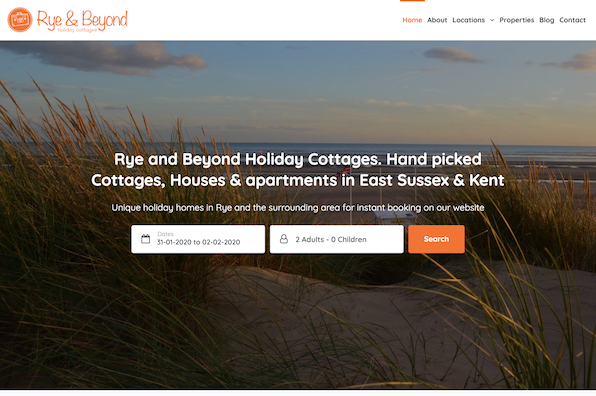 Rye & Beyond
holiday cottages
Home About Locations Properties Blog Contact
Rye and Beyond Holiday Cottages. Hand picked
Cottages, Houses & apartments in East Sussex & Kent
Unique holiday homes in Rye and the surrounding area for instant booking on our website
Dates
31-01-2020 to 02-02-2020
2 Adults - 0 Children
Search